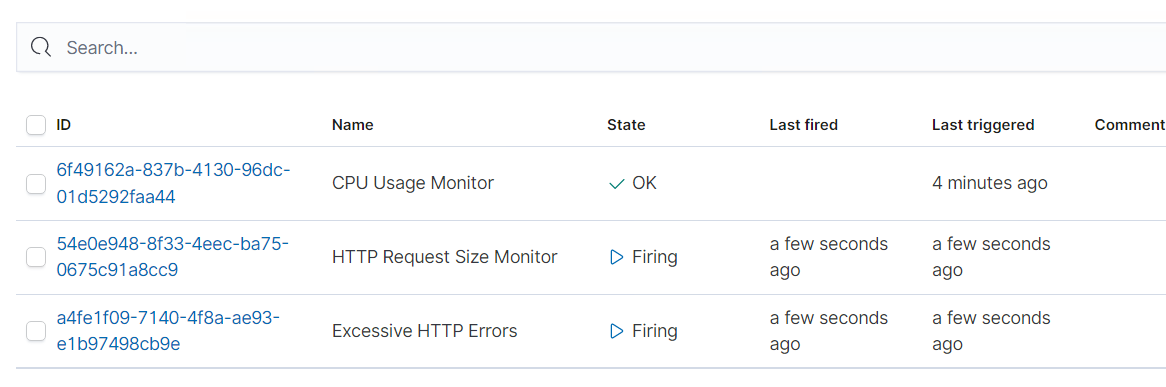 Search...
ID Name State Last fired Last triggered Comment
6f49162a-837b-4130-96dc-
01d5292faa44 CPU Usage Monitor OK 4 minutes ago
54e0e948-8f33-4eec-ba75-
0675c91a8cc9 HTTP Request Size Monitor Firing a few seconds
ago a few seconds
ago
a4fe1f09-7140-4f8a-ae93-
e1b97498cb9e Excessive HTTP Errors Firing a few seconds
ago a few seconds
ago